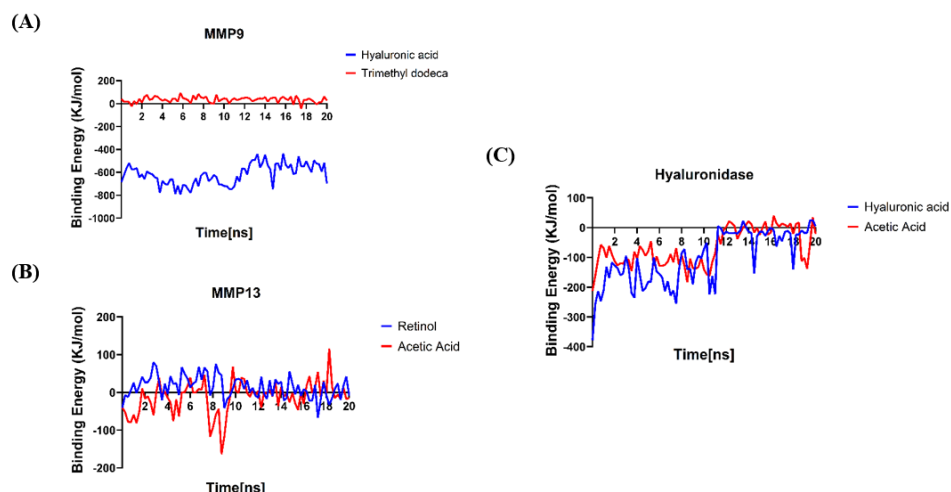 (A)
MMP9
Hyaluronic acid
Trimethyl dodeca
Binding Energy (KJ/mol)
200
0
-200
-400
-600
-800
-1000
2 4 6 8 10 12 14 16 18 20
Time[ns]
(B)
MMP13
Retinol
Acetic Acid
Binding Energy (KJ/mol)
200
100
0
-100
-200
2 4 6 8 10 12 14 16 18 20
Time[ns]
(C)
Hyaluronidase
Hyaluronic acid
Acetic Acid
Binding Energy (KJ/mol)
100
0
-100
-200
-300
-400
2 4 6 8 10 12 14 16 18 20
Time[ns]